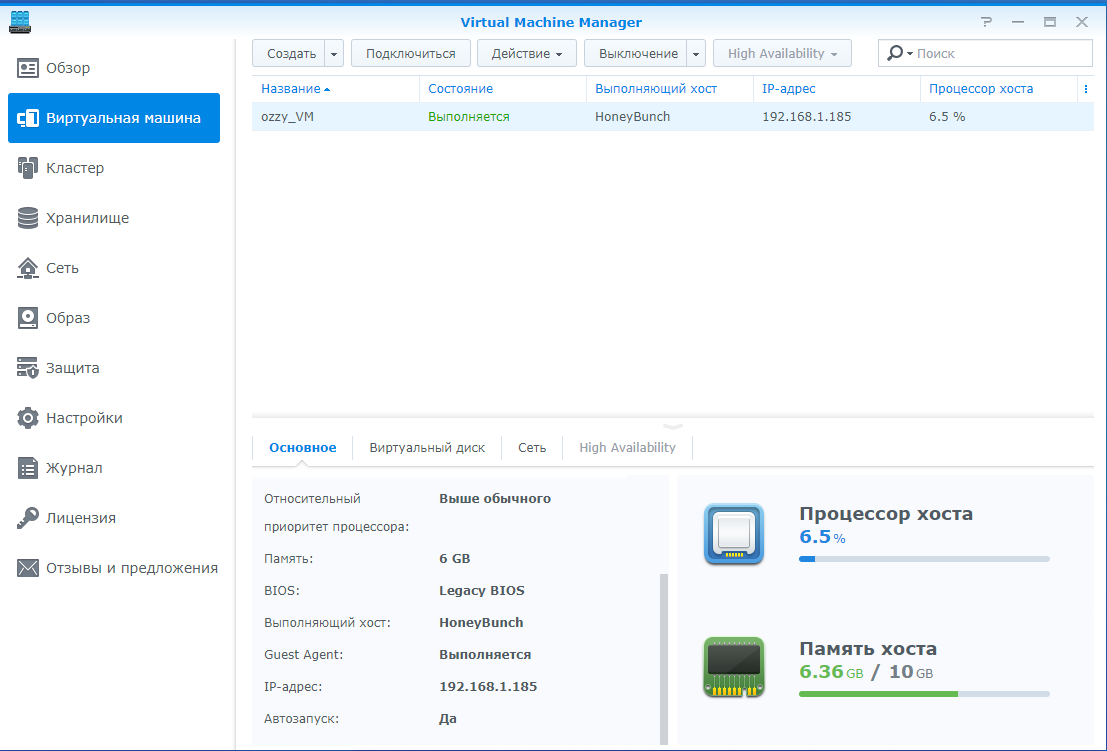 Virtual Machine Manager
?
Обзор
Виртуальная машина
Кластер
Хранилище
Сеть
Образ
Защита
Настройки
Журнал
Лицензия
Отзывы и предложения
Создать Подключиться Действие Выключение High Availability Поиск
Название Состояние Выполняющий хост IP-адрес Процессор хоста
ozzy_VM Выполняется HoneyBunch 192.168.1.185 6.5 %
Основное Виртуальный диск Сеть High Availability
Относительный Выше обычного
приоритет процессора:
Память: 6 GB
BIOS: Legacy BIOS
Выполняющий хост: HoneyBunch
Guest Agent: Выполняется
IP-адрес: 192.168.1.185
Автозапуск: Да
Процессор хоста
6.5 %
Память хоста
6.36 GB / 10 GB